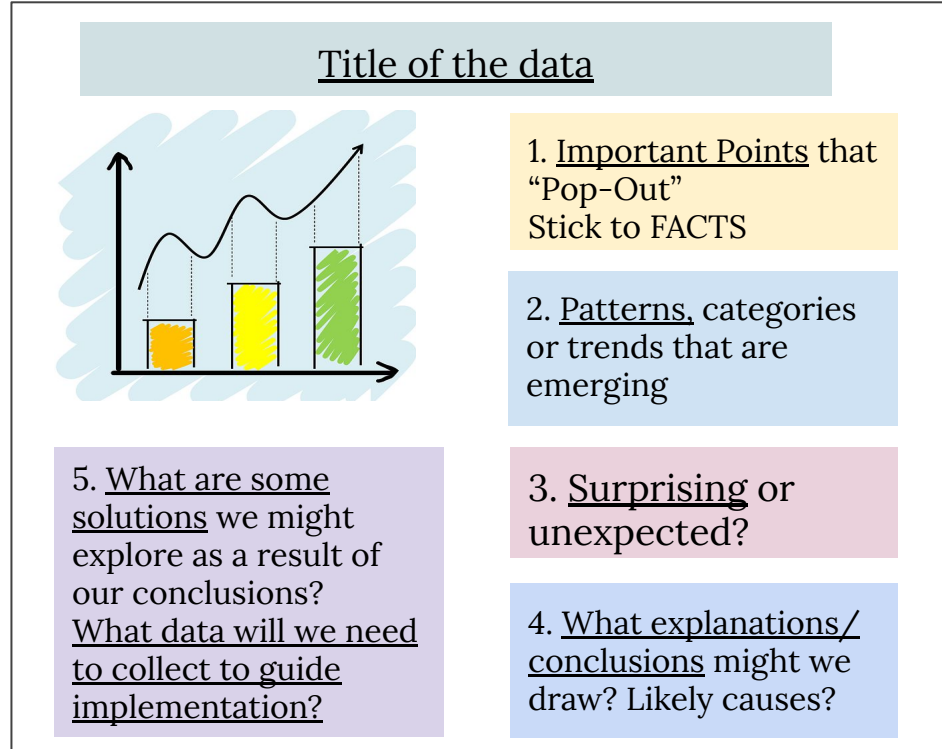 Title of the data
1. Important Points that
“Pop-Out”
Stick to FACTS
2. Patterns, categories
or trends that are
emerging
3. Surprising or
unexpected?
4. What explanations/
conclusions might we
draw? Likely causes?
5. What are some
solutions we might
explore as a result of
our conclusions?
What data will we need
to collect to guide
implementation?